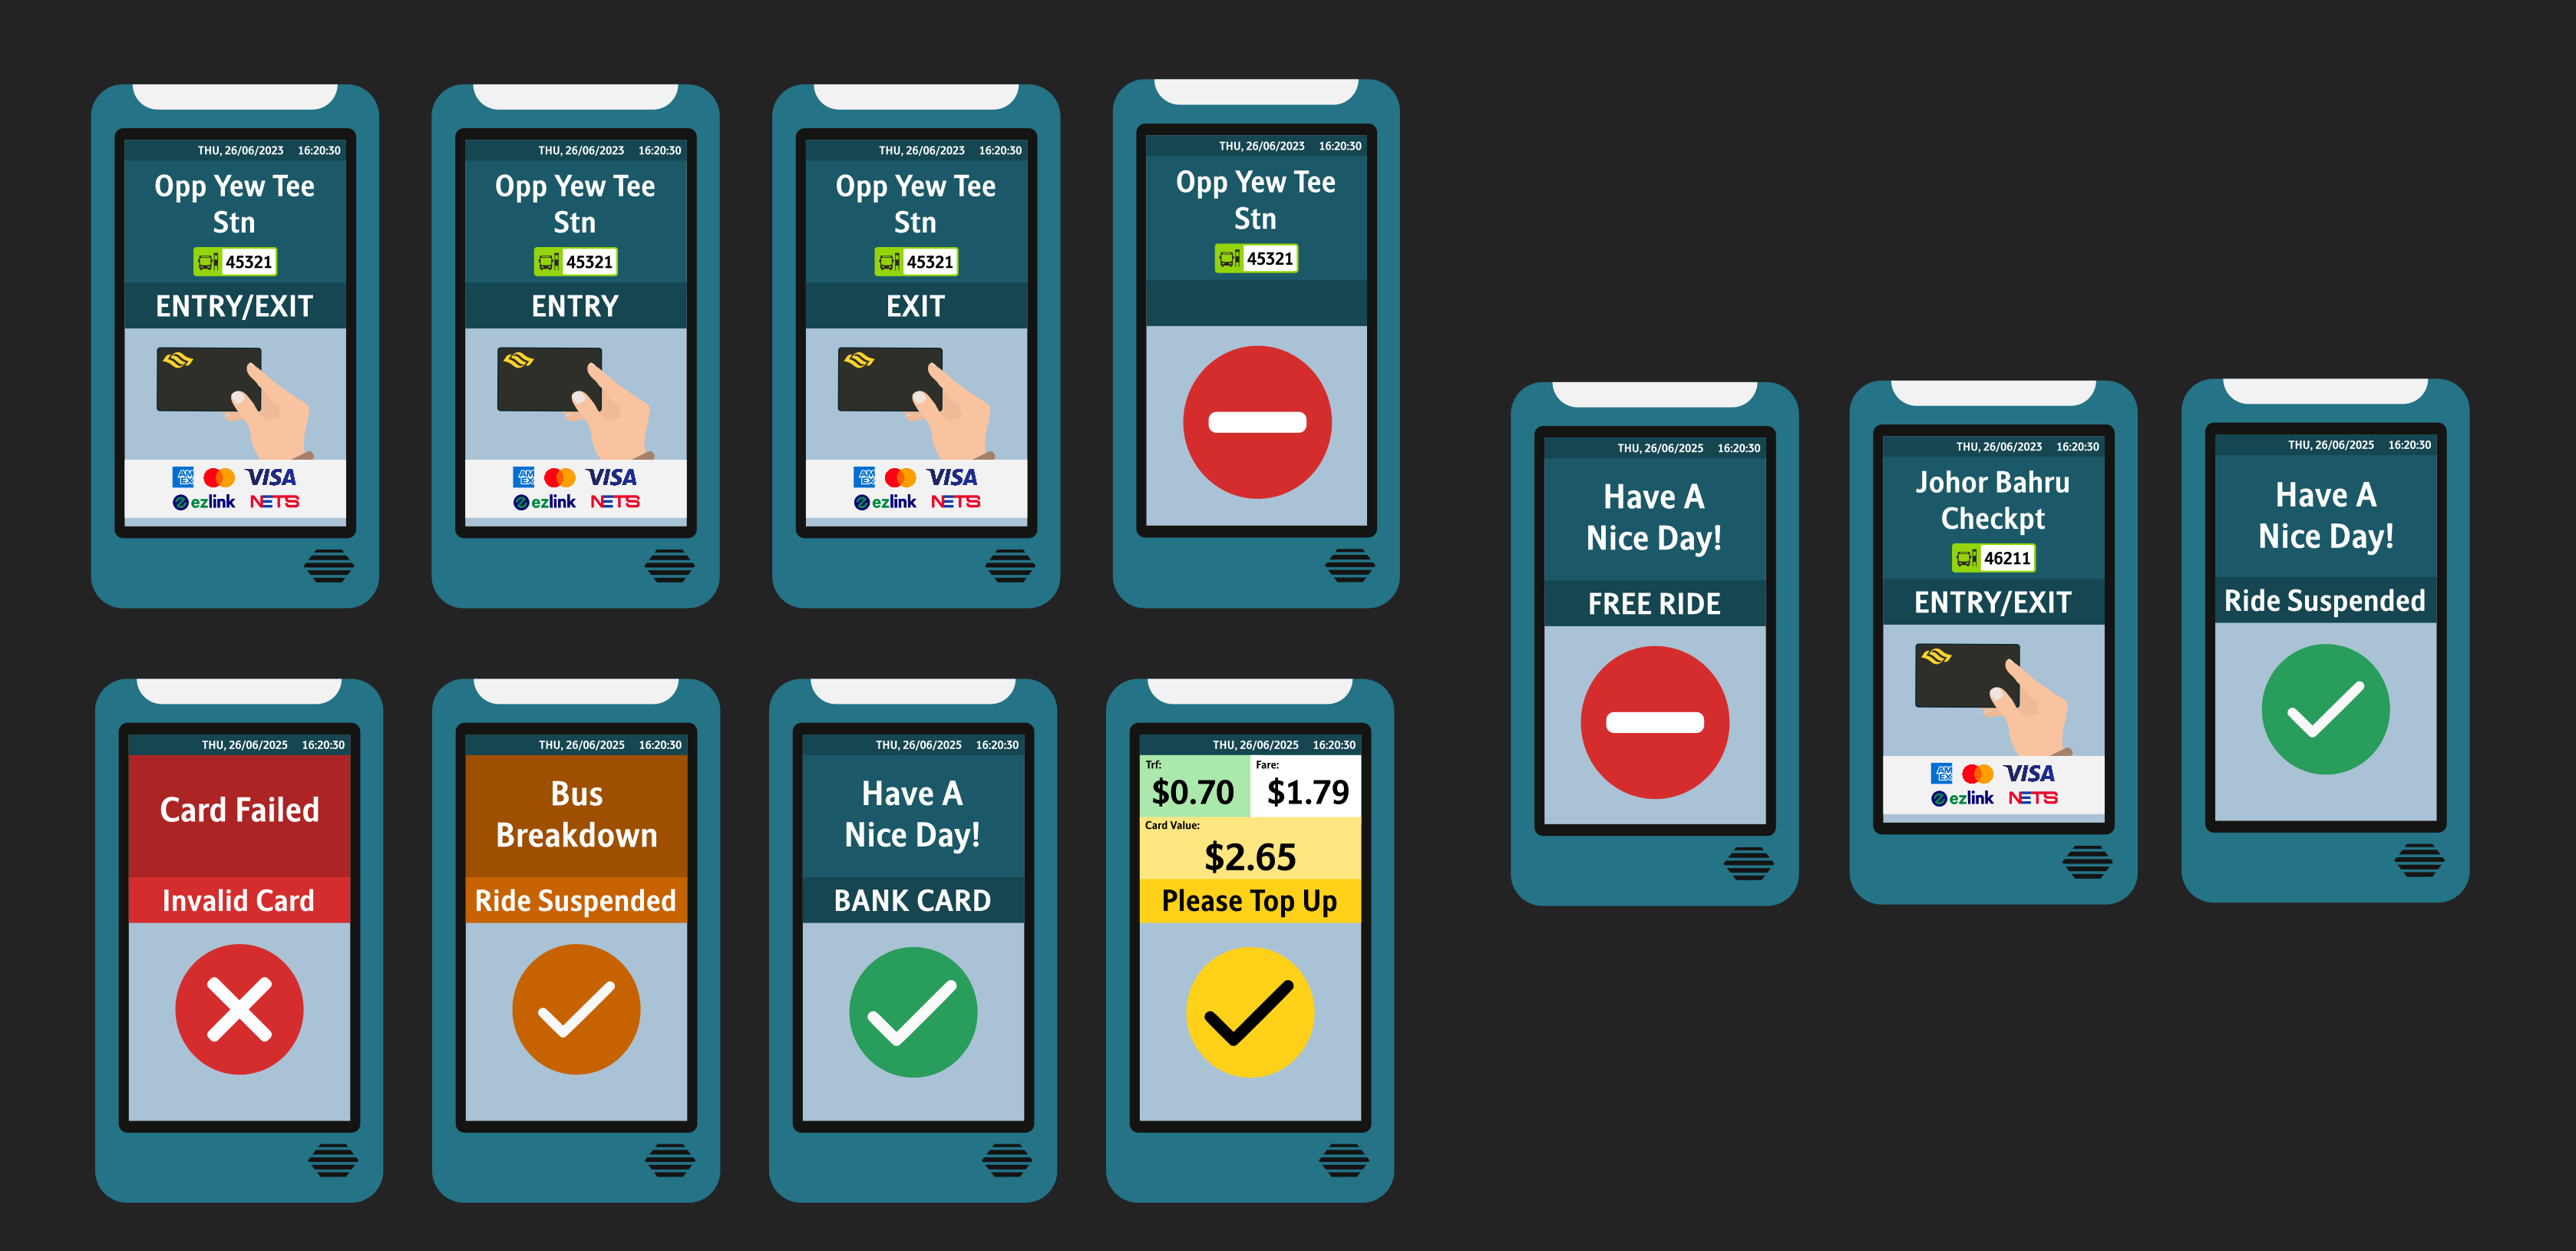 THU, 26/06/2023 16:20:30
Opp Yew Tee
Stn
45321
ENTRY/EXIT
AM
EX
VISA
ezlink
NETS
THU, 26/06/2023 16:20:30
Opp Yew Tee
Stn
45321
ENTRY
AM
EX
VISA
ezlink
NETS
THU, 26/06/2023 16:20:30
Opp Yew Tee
Stn
45321
EXIT
AM
EX
VISA
ezlink
NETS
THU, 26/06/2023 16:20:30
Opp Yew Tee
Stn
45321
THU, 26/06/2025 16:20:30
Have A
Nice Day!
FREE RIDE
THU, 26/06/2023 16:20:30
Johor Bahru
Checkpt
46211
ENTRY/EXIT
AM
EX
VISA
ezlink
NETS
THU, 26/06/2025 16:20:30
Have A
Nice Day!
Ride Suspended
THU, 26/06/2025 16:20:30
Card Failed
Invalid Card
THU, 26/06/2025 16:20:30
Bus
Breakdown
Ride Suspended
THU, 26/06/2025 16:20:30
Have A
Nice Day!
BANK CARD
THU, 26/06/2025 16:20:30
Trf: Fare:
$0.70 $1.79
Card Value:
$2.65
Please Top Up